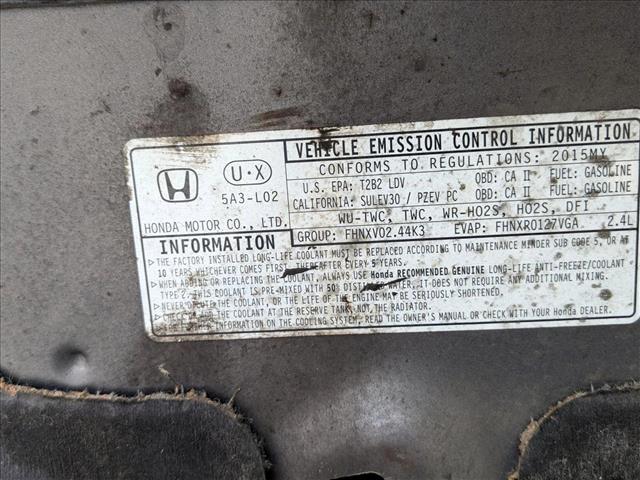 VEHICLE EMISSION CONTROL INFORMATION
CONFORMS TO REGULATIONS: 2015MY
U.S. EPA: T2B2 LDV OBD: CA II FUEL: GASOLINE
CALIFORNIA: SULEV30 / PZEV PC OBD: CA II FUEL: GASOLINE
WU-TWC, TWC, WR-HO2S, HO2S, DFI
GROUP: FHNXV02.44K3 EVAP: FHNXR0127VGA 2.4L
U·X
5A3-L02
HONDA MOTOR CO., LTD.
INFORMATION
▶THE FACTORY INSTALLED LONG-LIFE COOLANT MUST BE REPLACED ACCORDING TO MAINTENANCE MINDER SUB CODE 5, OR AT
10 YEARS WHICHEVER COMES FIRST, THEREAFTER EVERY 5 YEARS.
▶WHEN ADDING OR REPLACING THE COOLANT, ALWAYS USE Honda RECOMMENDED GENUINE LONG-LIFE ANTI-FREEZE/COOLANT
TYPE 2. THIS COOLANT IS PRE-MIXED WITH 50% DISTILLED WATER, IT DOES NOT REQUIRE ANY ADDITIONAL MIXING.
▶NEVER DILUTE THE COOLANT, OR THE LIFE OF THE ENGINE MAY BE SERIOUSLY SHORTENED.
▶CHECK THE COOLANT AT THE RESERVE TANK, NOT THE RADIATOR.
INFORMATION ON THE COOLING SYSTEM, READ THE OWNER'S MANUAL OR CHECK WITH YOUR Honda DEALER.